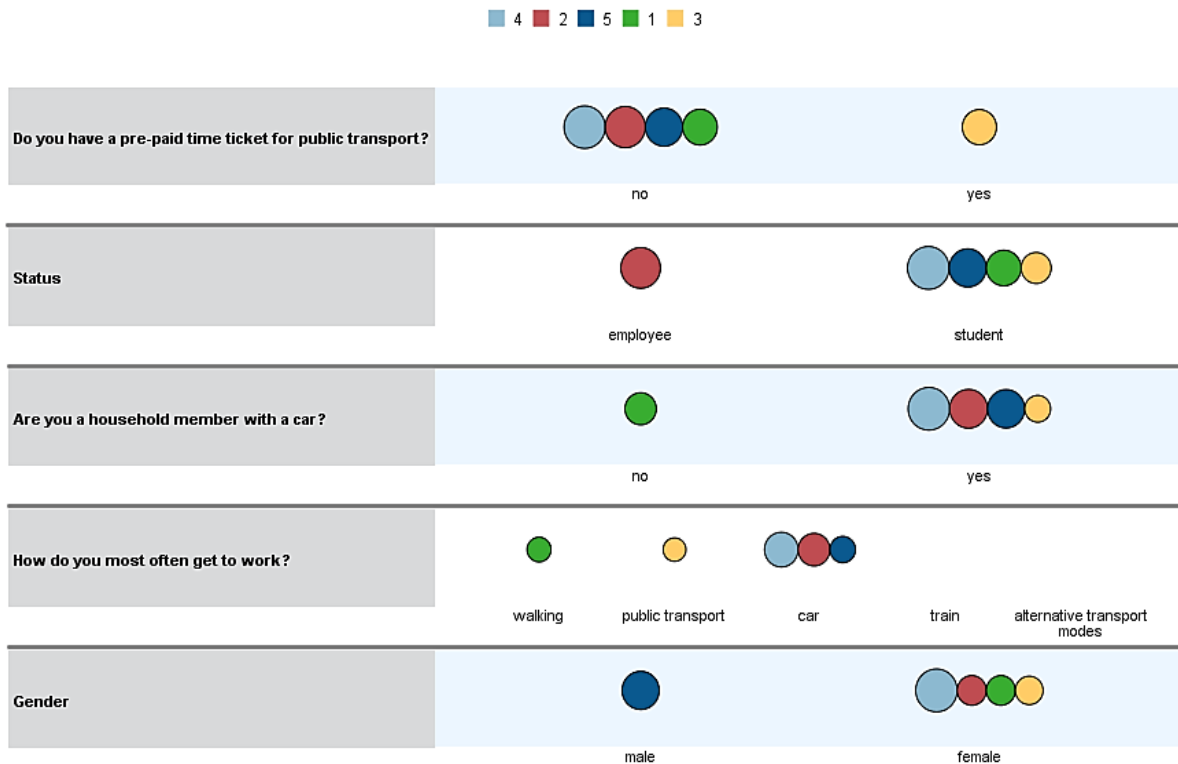 4 2 5 1 3
Do you have a pre-paid time ticket for public transport?
no yes
Status
employee student
Are you a household member with a car?
no yes
How do you most often get to work?
walking public transport car train alternative transport
modes
Gender
male female